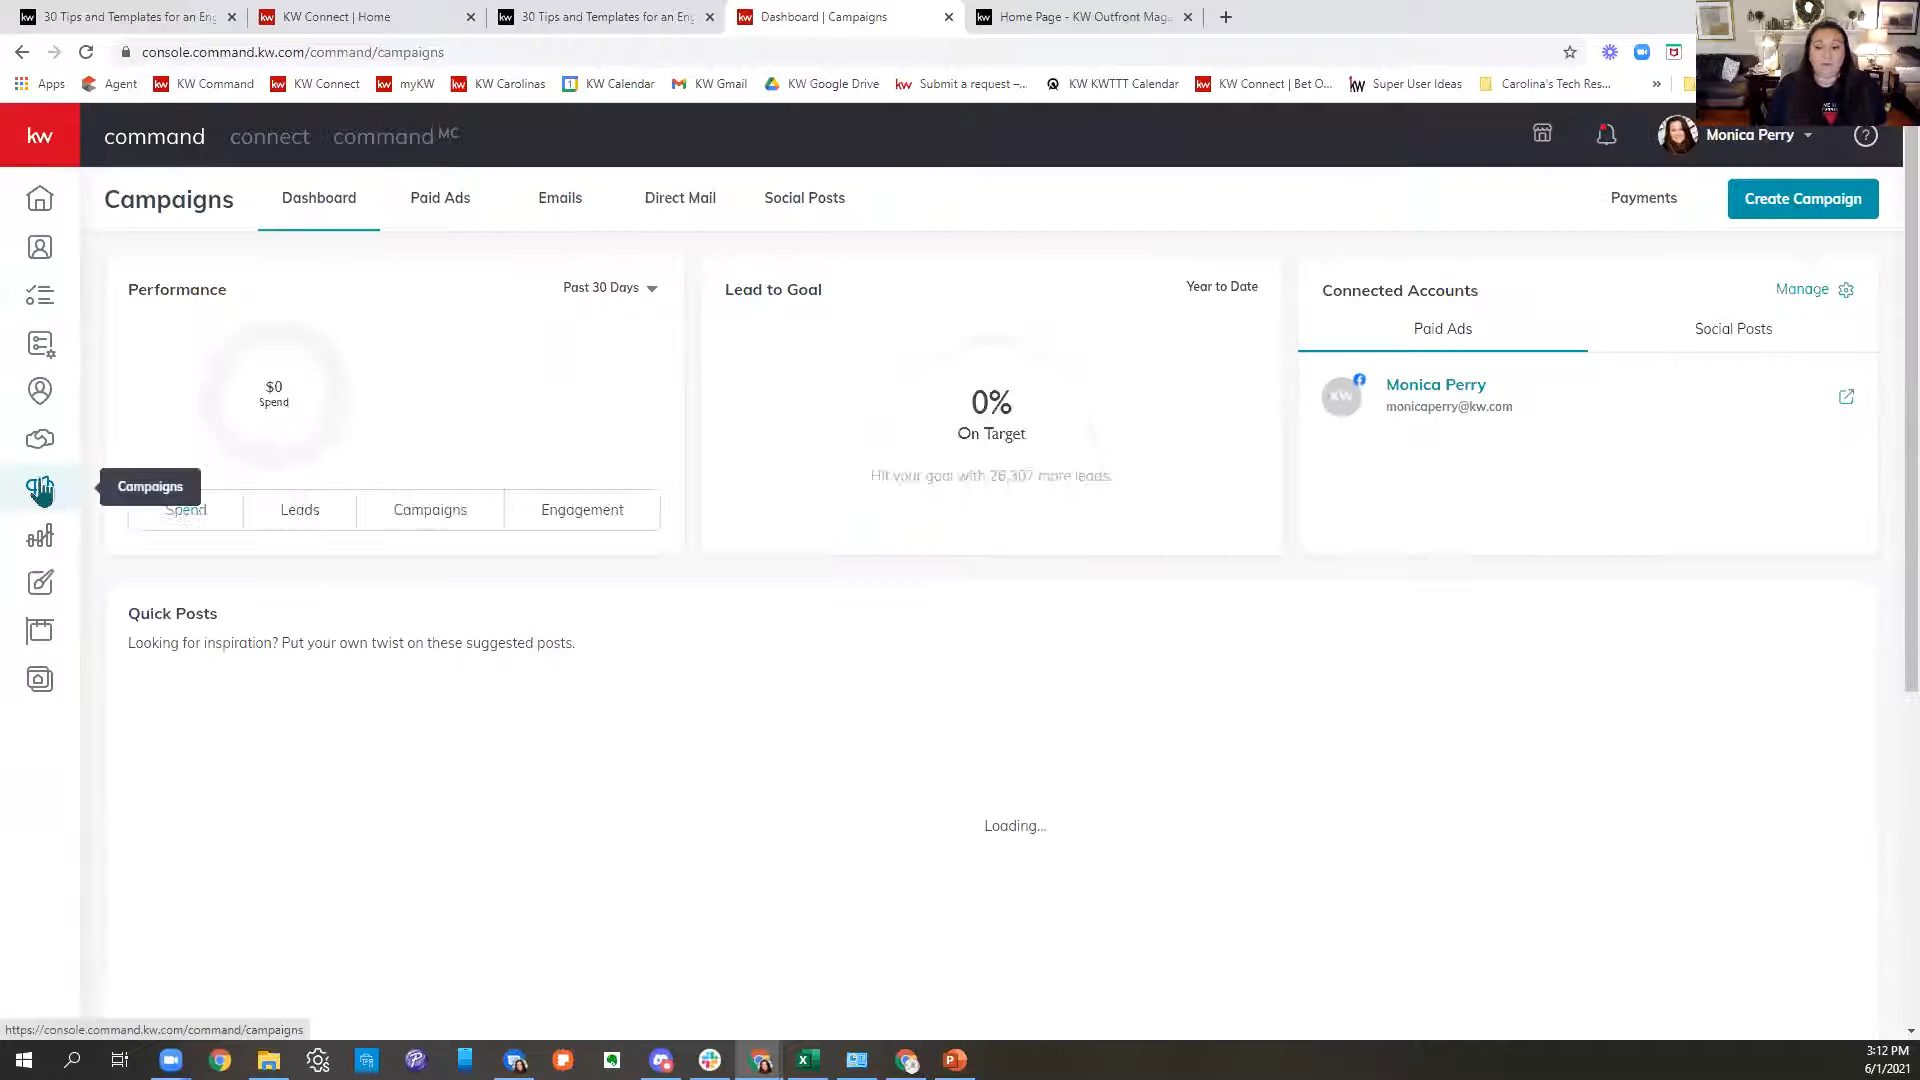 30 Tips and Templates for an Eng
KW Connect | Home
30 Tips and Templates for an Eng
Dashboard | Campaigns
Home Page - KW Outfront Mag
console.command.kw.com/command/campaigns
Apps
Agent
KW Command
KW Connect
myKW
KW Carolinas
KW Calendar
KW Gmail
KW Google Drive
Submit a request –...
KW KWTTT Calendar
KW Connect | Bet O...
Super User Ideas
Carolina's Tech Res...
kw
command connect command MC
Monica Perry
Campaigns
Dashboard
Paid Ads
Emails
Direct Mail
Social Posts
Payments
Create Campaign
Performance
Past 30 Days
$0
Spend
Spend
Leads
Campaigns
Engagement
Lead to Goal
Year to Date
0%
On Target
Hit your goal with 26,307 more leads.
Connected Accounts
Manage
Paid Ads
Social Posts
KW
Monica Perry
monicaperry@kw.com
Campaigns
Quick Posts
Looking for inspiration? Put your own twist on these suggested posts.
Loading...
https://console.command.kw.com/command/campaigns
3:12 PM
6/1/2021